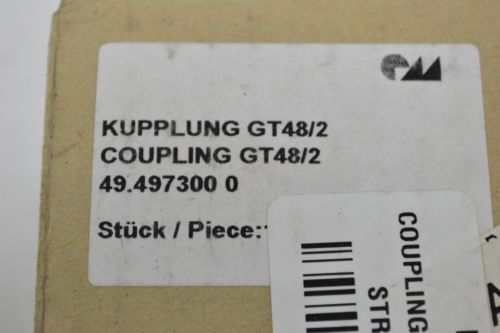 KUPPLUNG GT48/2
COUPLING GT48/2
49.497300 0
Stück / Piece:
COUPLING
STR